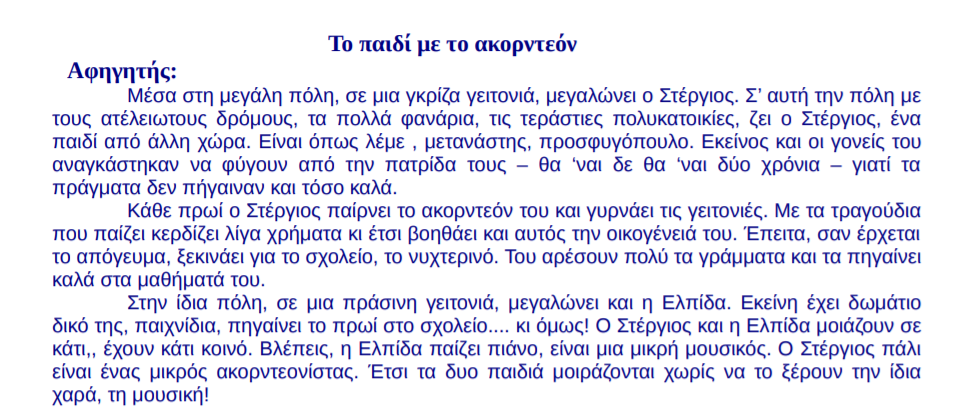 Το παιδί με το ακορντεόν
Αφηγητής:
Μέσα στη μεγάλη πόλη, σε μια γκρίζα γειτονιά, μεγαλώνει ο Στέργιος. Σ’ αυτή την πόλη με
τους ατέλειωτους δρόμους, τα πολλά φανάρια, τις τεράστιες πολυκατοικίες, ζει ο Στέργιος, ένα
παιδί από άλλη χώρα. Είναι όπως λέμε , μετανάστης, προσφυγόπουλο. Εκείνος και οι γονείς του
αναγκάστηκαν να φύγουν από την πατρίδα τους – θα ‘ναι δε θα ‘ναι δύο χρόνια – γιατί τα
πράγματα δεν πήγαιναν και τόσο καλά.
Κάθε πρωί ο Στέργιος παίρνει το ακορντεόν του και γυρνάει τις γειτονιές. Με τα τραγούδια
που παίζει κερδίζει λίγα χρήματα κι έτσι βοηθάει και αυτός την οικογένειά του. Έπειτα, σαν έρχεται
το απόγευμα, ξεκινάει για το σχολείο, το νυχτερινό. Του αρέσουν πολύ τα γράμματα και τα πηγαίνει
καλά στα μαθήματά του.
Στην ίδια πόλη, σε μια πράσινη γειτονιά, μεγαλώνει και η Ελπίδα. Εκείνη έχει δωμάτιο
δικό της, παιχνίδια, πηγαίνει το πρωί στο σχολείο.... κι όμως! Ο Στέργιος και η Ελπίδα μοιάζουν σε
κάτι,, έχουν κάτι κοινό. Βλέπεις, η Ελπίδα παίζει πιάνο, είναι μια μικρή μουσικός. Ο Στέργιος πάλι
είναι ένας μικρός ακορντεονίστας. Έτσι τα δυο παιδιά μοιράζονται χωρίς να το ξέρουν την ίδια
χαρά, τη μουσική!